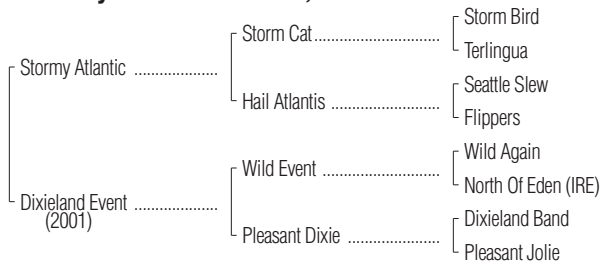 Storm Bird
Storm Cat
Terlingua
Stormy Atlantic
Seattle Slew
Hail Atlantis
Flippers
Wild Again
Wild Event
North Of Eden (IRE)
Dixieland Event
(2001)
Dixieland Band
Pleasant Dixie
Pleasant Jolie